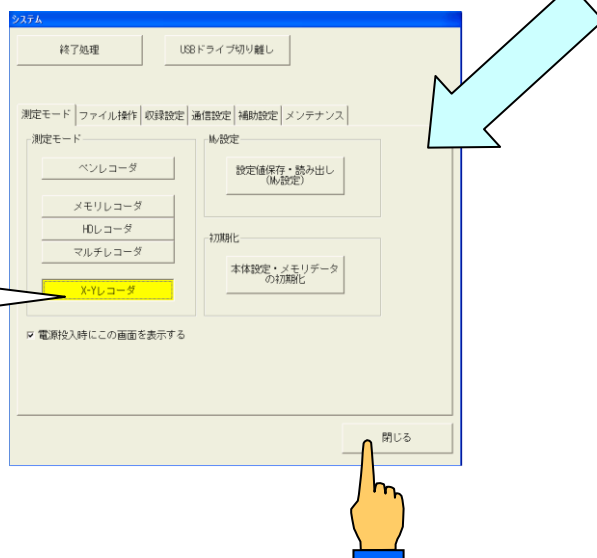 システム
終了処理
USBドライブ切り離し
測定モード
ファイル操作
収録設定
通信設定
補助設定
メンテナンス
測定モード
ペンレコーダ
メモリレコーダ
HDレコーダ
マルチレコーダ
X-Yレコーダ
My設定
設定値保存・読み出し
(My設定)
初期化
本体設定・メモリデータ
の初期化
電源投入時にこの画面を表示する
閉じる